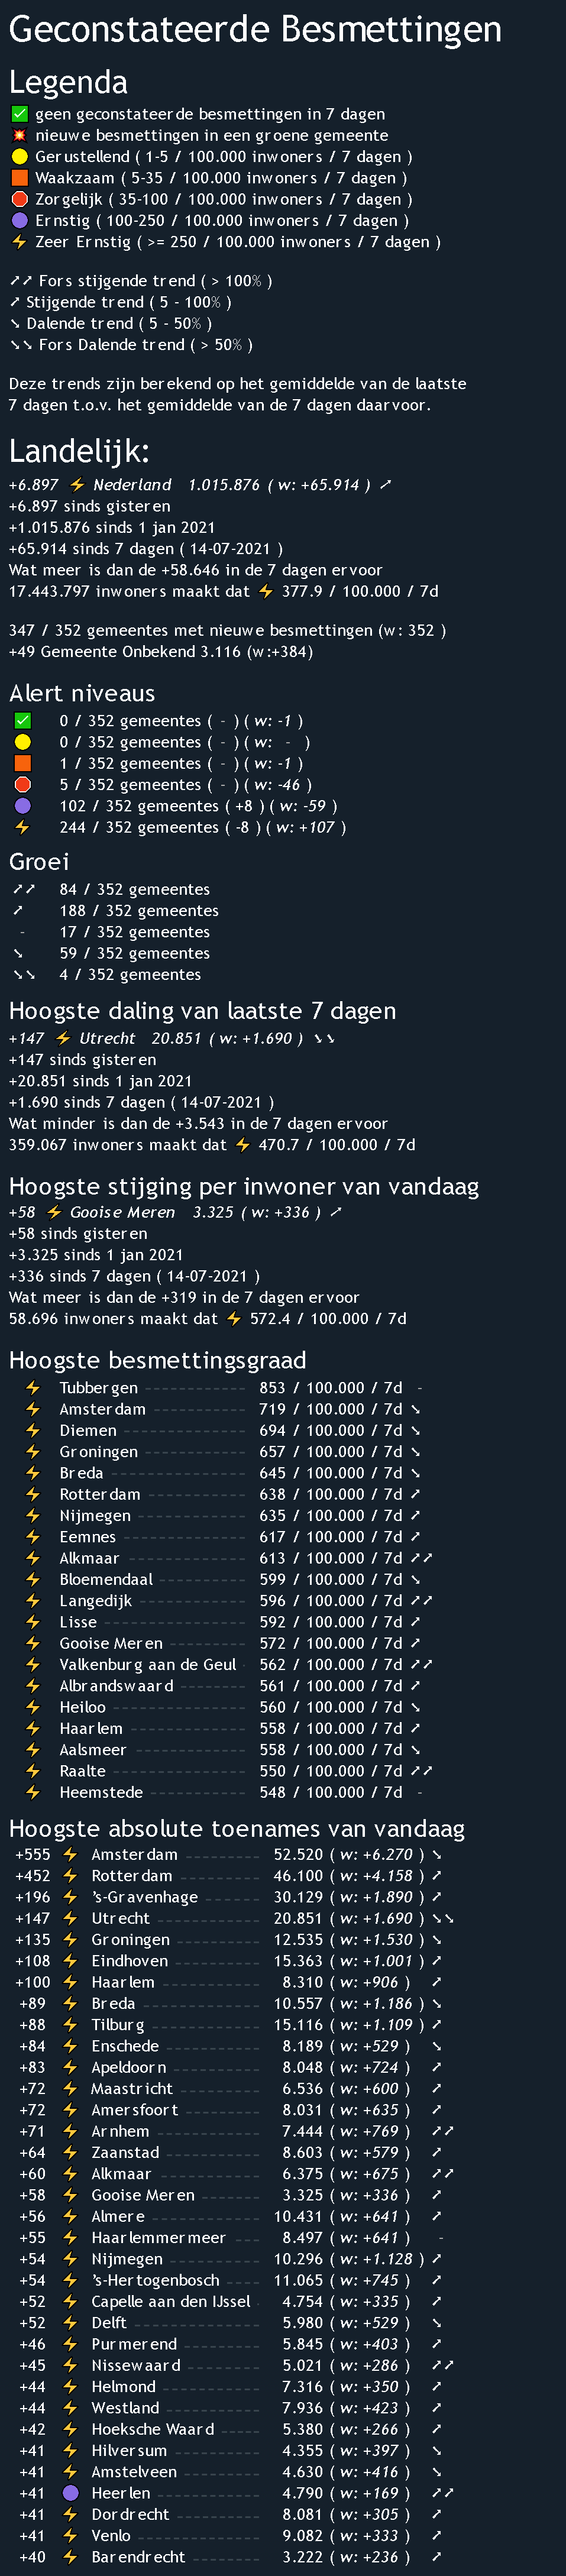 Geconstateerde Besmettingen
Legenda
✅ geen geconstateerde besmettingen in 7 dagen
💥 nieuwe besmettingen in een groene gemeente
🟡 Gerustellend ( 1-5 / 100.000 inwoners / 7 dagen )
🟧 Waakzaam ( 5-35 / 100.000 inwoners / 7 dagen )
🛑 Zorgelijk ( 35-100 / 100.000 inwoners / 7 dagen )
🟣 Ernstig ( 100-250 / 100.000 inwoners / 7 dagen )
⚡ Zeer Ernstig ( >= 250 / 100.000 inwoners / 7 dagen )
➚➚ Fors stijgende trend ( > 100% )
➚ Stijgende trend ( 5 - 100% )
➘ Dalende trend ( 5 - 50% )
➘➘ Fors Dalende trend ( > 50% )
Deze trends zijn berekend op het gemiddelde van de laatste
7 dagen t.o.v. het gemiddelde van de 7 dagen daarvoor.
Landelijk:
+6.897 ⚡ Nederland 1.015.876 ( w: +65.914 ) ➚
+6.897 sinds gisteren
+1.015.876 sinds 1 jan 2021
+65.914 sinds 7 dagen ( 14-07-2021 )
Wat meer is dan de +58.646 in de 7 dagen ervoor
17.443.797 inwoners maakt dat ⚡ 377.9 / 100.000 / 7d
347 / 352 gemeentes met nieuwe besmettingen (w: 352 )
+49 Gemeente Onbekend 3.116 (w:+384)
Alert niveaus
✅ 0 / 352 gemeentes ( - ) ( w: -1 )
🟡 0 / 352 gemeentes ( - ) ( w: - )
🟧 1 / 352 gemeentes ( - ) ( w: -1 )
🛑 5 / 352 gemeentes ( - ) ( w: -46 )
🟣 102 / 352 gemeentes ( +8 ) ( w: -59 )
⚡ 244 / 352 gemeentes ( -8 ) ( w: +107 )
Groei
➚➚ 84 / 352 gemeentes
➚ 188 / 352 gemeentes
- 17 / 352 gemeentes
➘ 59 / 352 gemeentes
➘➘ 4 / 352 gemeentes
Hoogste daling van laatste 7 dagen
+147 ⚡ Utrecht 20.851 ( w: +1.690 ) ➘➘
+147 sinds gisteren
+20.851 sinds 1 jan 2021
+1.690 sinds 7 dagen ( 14-07-2021 )
Wat minder is dan de +3.543 in de 7 dagen ervoor
359.067 inwoners maakt dat ⚡ 470.7 / 100.000 / 7d
Hoogste stijging per inwoner van vandaag
+58 ⚡ Gooise Meren 3.325 ( w: +336 ) ➚
+58 sinds gisteren
+3.325 sinds 1 jan 2021
+336 sinds 7 dagen ( 14-07-2021 )
Wat meer is dan de +319 in de 7 dagen ervoor
58.696 inwoners maakt dat ⚡ 572.4 / 100.000 / 7d
Hoogste besmettingsgraad
⚡ Tubbergen ----------- 853 / 100.000 / 7d -
⚡ Amsterdam ----------- 719 / 100.000 / 7d ➘
⚡ Diemen -------------- 694 / 100.000 / 7d ➘
⚡ Groningen ----------- 657 / 100.000 / 7d ➘
⚡ Breda --------------- 645 / 100.000 / 7d ➘
⚡ Rotterdam ----------- 638 / 100.000 / 7d ➚
⚡ Nijmegen ------------ 635 / 100.000 / 7d ➚
⚡ Eemnes -------------- 617 / 100.000 / 7d ➚
⚡ Alkmaar ------------- 613 / 100.000 / 7d ➚➚
⚡ Bloemendaal --------- 599 / 100.000 / 7d ➘
⚡ Langedijk ----------- 596 / 100.000 / 7d ➚➚
⚡ Lisse --------------- 592 / 100.000 / 7d ➚
⚡ Gooise Meren -------- 572 / 100.000 / 7d ➚
⚡ Valkenburg aan de Geul - 562 / 100.000 / 7d ➚➚
⚡ Albrandswaard ------- 561 / 100.000 / 7d ➚
⚡ Heiloo -------------- 560 / 100.000 / 7d ➘
⚡ Haarlem ------------- 558 / 100.000 / 7d ➚
⚡ Aalsmeer ------------ 558 / 100.000 / 7d ➘
⚡ Raalte -------------- 550 / 100.000 / 7d ➚➚
⚡ Heemstede ----------- 548 / 100.000 / 7d -
Hoogste absolute toenames van vandaag
+555 ⚡ Amsterdam -------- 52.520 ( w: +6.270 ) ➘
+452 ⚡ Rotterdam -------- 46.100 ( w: +4.158 ) ➚
+196 ⚡ 's-Gravenhage ------ 30.129 ( w: +1.890 ) ➚
+147 ⚡ Utrecht ---------- 20.851 ( w: +1.690 ) ➘➘
+135 ⚡ Groningen -------- 12.535 ( w: +1.530 ) ➘
+108 ⚡ Eindhoven -------- 15.363 ( w: +1.001 ) ➚
+100 ⚡ Haarlem ---------- 8.310 ( w: +906 ) ➚
+89 ⚡ Breda ------------ 10.557 ( w: +1.186 ) ➘
+88 ⚡ Tilburg ---------- 15.116 ( w: +1.109 ) ➚
+84 ⚡ Enschede --------- 8.189 ( w: +529 ) ➘
+83 ⚡ Apeldoorn -------- 8.048 ( w: +724 ) ➚
+72 ⚡ Maastricht ------- 6.536 ( w: +600 ) ➚
+72 ⚡ Amersfoort ------- 8.031 ( w: +635 ) ➚
+71 ⚡ Arnhem ----------- 7.444 ( w: +769 ) ➚➚
+64 ⚡ Zaanstad --------- 8.603 ( w: +579 ) ➚
+60 ⚡ Alkmaar ---------- 6.375 ( w: +675 ) ➚➚
+58 ⚡ Gooise Meren ------ 3.325 ( w: +336 ) ➚
+56 ⚡ Almere ----------- 10.431 ( w: +641 ) ➚
+55 ⚡ Haarlemmermeer ---- 8.497 ( w: +641 ) -
+54 ⚡ Nijmegen --------- 10.296 ( w: +1.128 ) ➚
+54 ⚡ 's-Hertogenbosch ---- 11.065 ( w: +745 ) ➚
+52 ⚡ Capelle aan den IJssel - 4.754 ( w: +335 ) ➚
+52 ⚡ Delft ------------ 5.980 ( w: +529 ) ➘
+46 ⚡ Purmerend -------- 5.845 ( w: +403 ) ➚
+45 ⚡ Nissewaard -------- 5.021 ( w: +286 ) ➚➚
+44 ⚡ Helmond ---------- 7.316 ( w: +350 ) ➚
+44 ⚡ Westland --------- 7.936 ( w: +423 ) ➚
+42 ⚡ Hoeksche Waard ----- 5.380 ( w: +266 ) ➚
+41 ⚡ Hilversum -------- 4.355 ( w: +397 ) ➘
+41 ⚡ Amstelveen ------- 4.630 ( w: +416 ) ➘
+41 🟣 Heerlen ---------- 4.790 ( w: +169 ) ➚➚
+41 ⚡ Dordrecht -------- 8.081 ( w: +305 ) ➚
+41 ⚡ Venlo ------------ 9.082 ( w: +333 ) ➚
+40 ⚡ Barendrecht ------- 3.222 ( w: +236 ) ➚